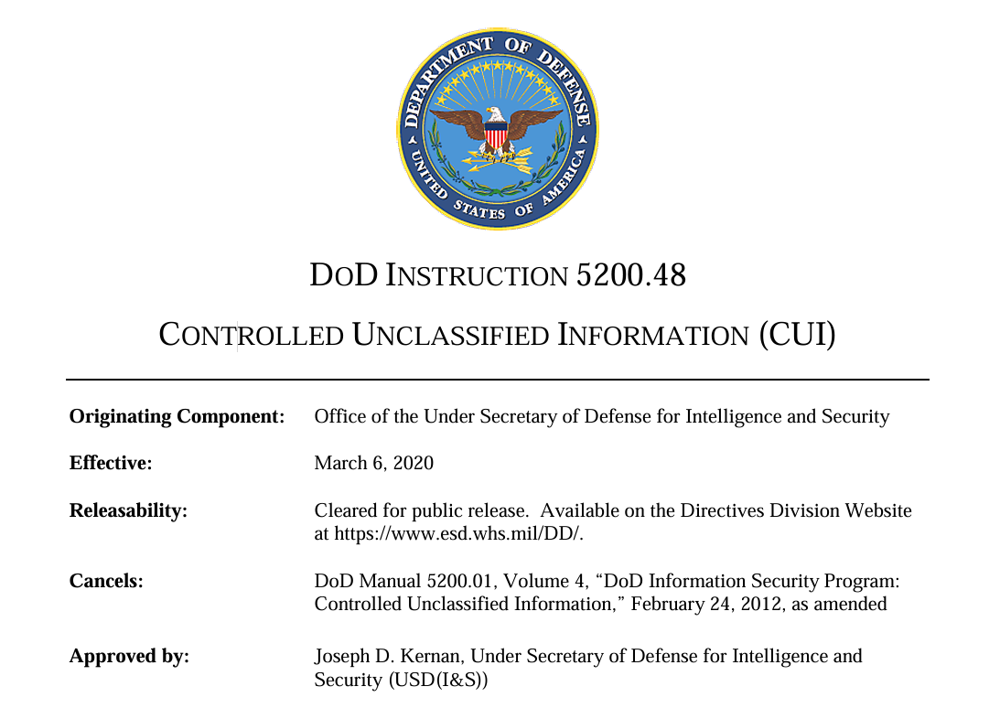 DEPARTMENT OF DEFENSE
UNITED STATES OF AMERICA
DOD INSTRUCTION 5200.48
CONTROLLED UNCLASSIFIED INFORMATION (CUI)
Originating Component: Office of the Under Secretary of Defense for Intelligence and Security
Effective: March 6, 2020
Releasability: Cleared for public release.  Available on the Directives Division Website
at https://www.esd.whs.mil/DD/.
Cancels: DoD Manual 5200.01, Volume 4, “DoD Information Security Program:
Controlled Unclassified Information,” February 24, 2012, as amended
Approved by: Joseph D. Kernan, Under Secretary of Defense for Intelligence and
Security (USD(I&S))